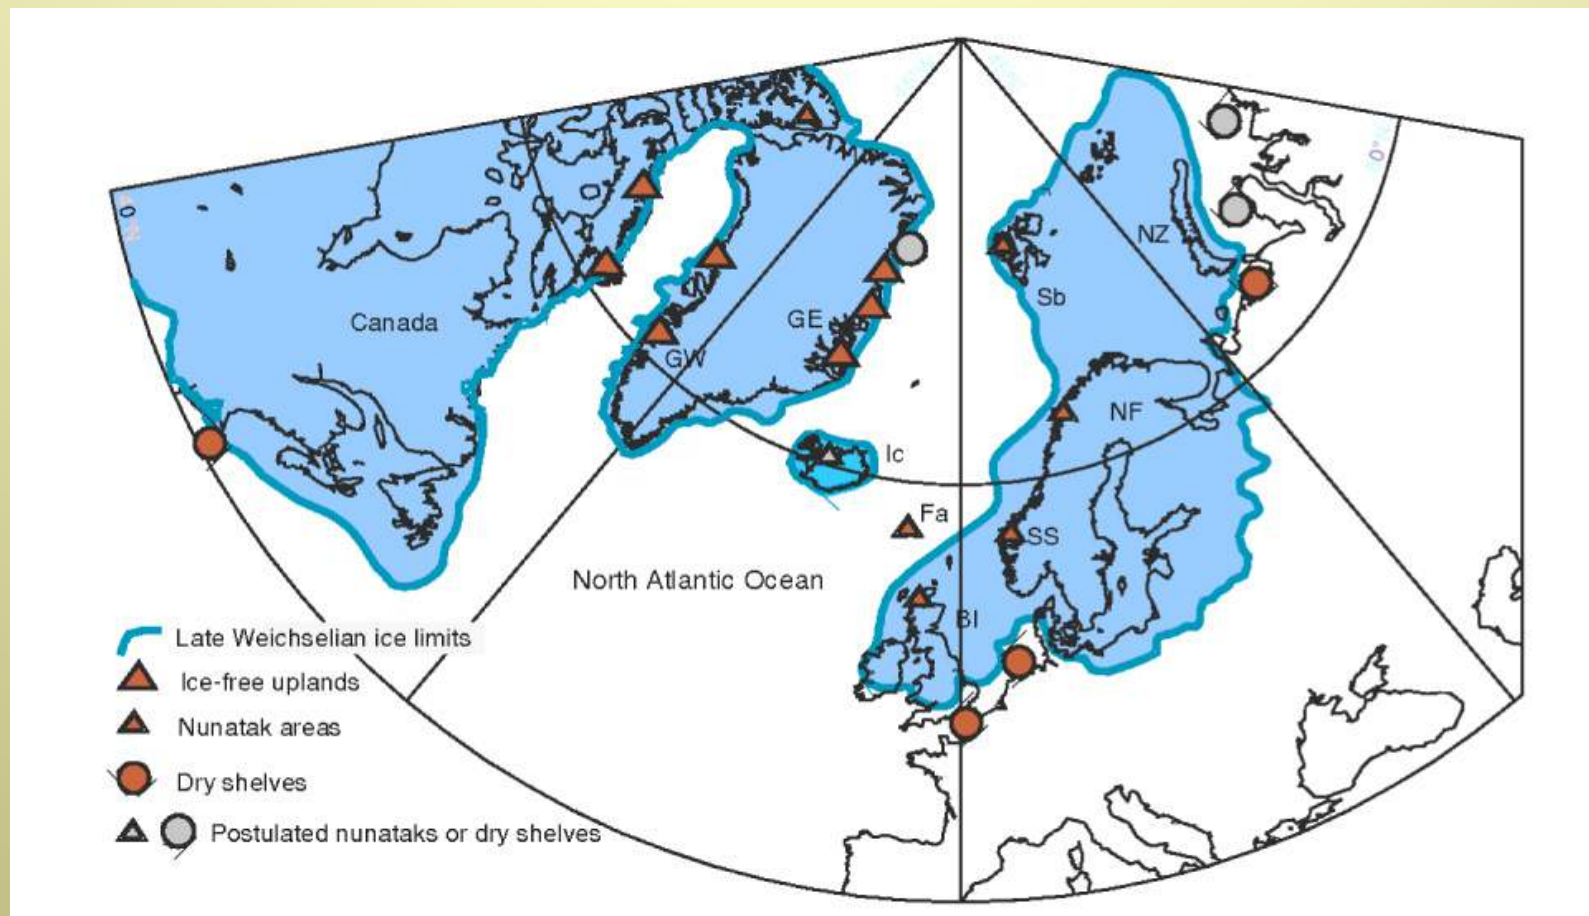 NZ
Sb
Canada
GE
GW
NF
Ic
Fa
SS
North Atlantic Ocean
BI
Late Weichselian ice limits
Ice-free uplands
Nunatak areas
Dry shelves
Postulated nunataks or dry shelves